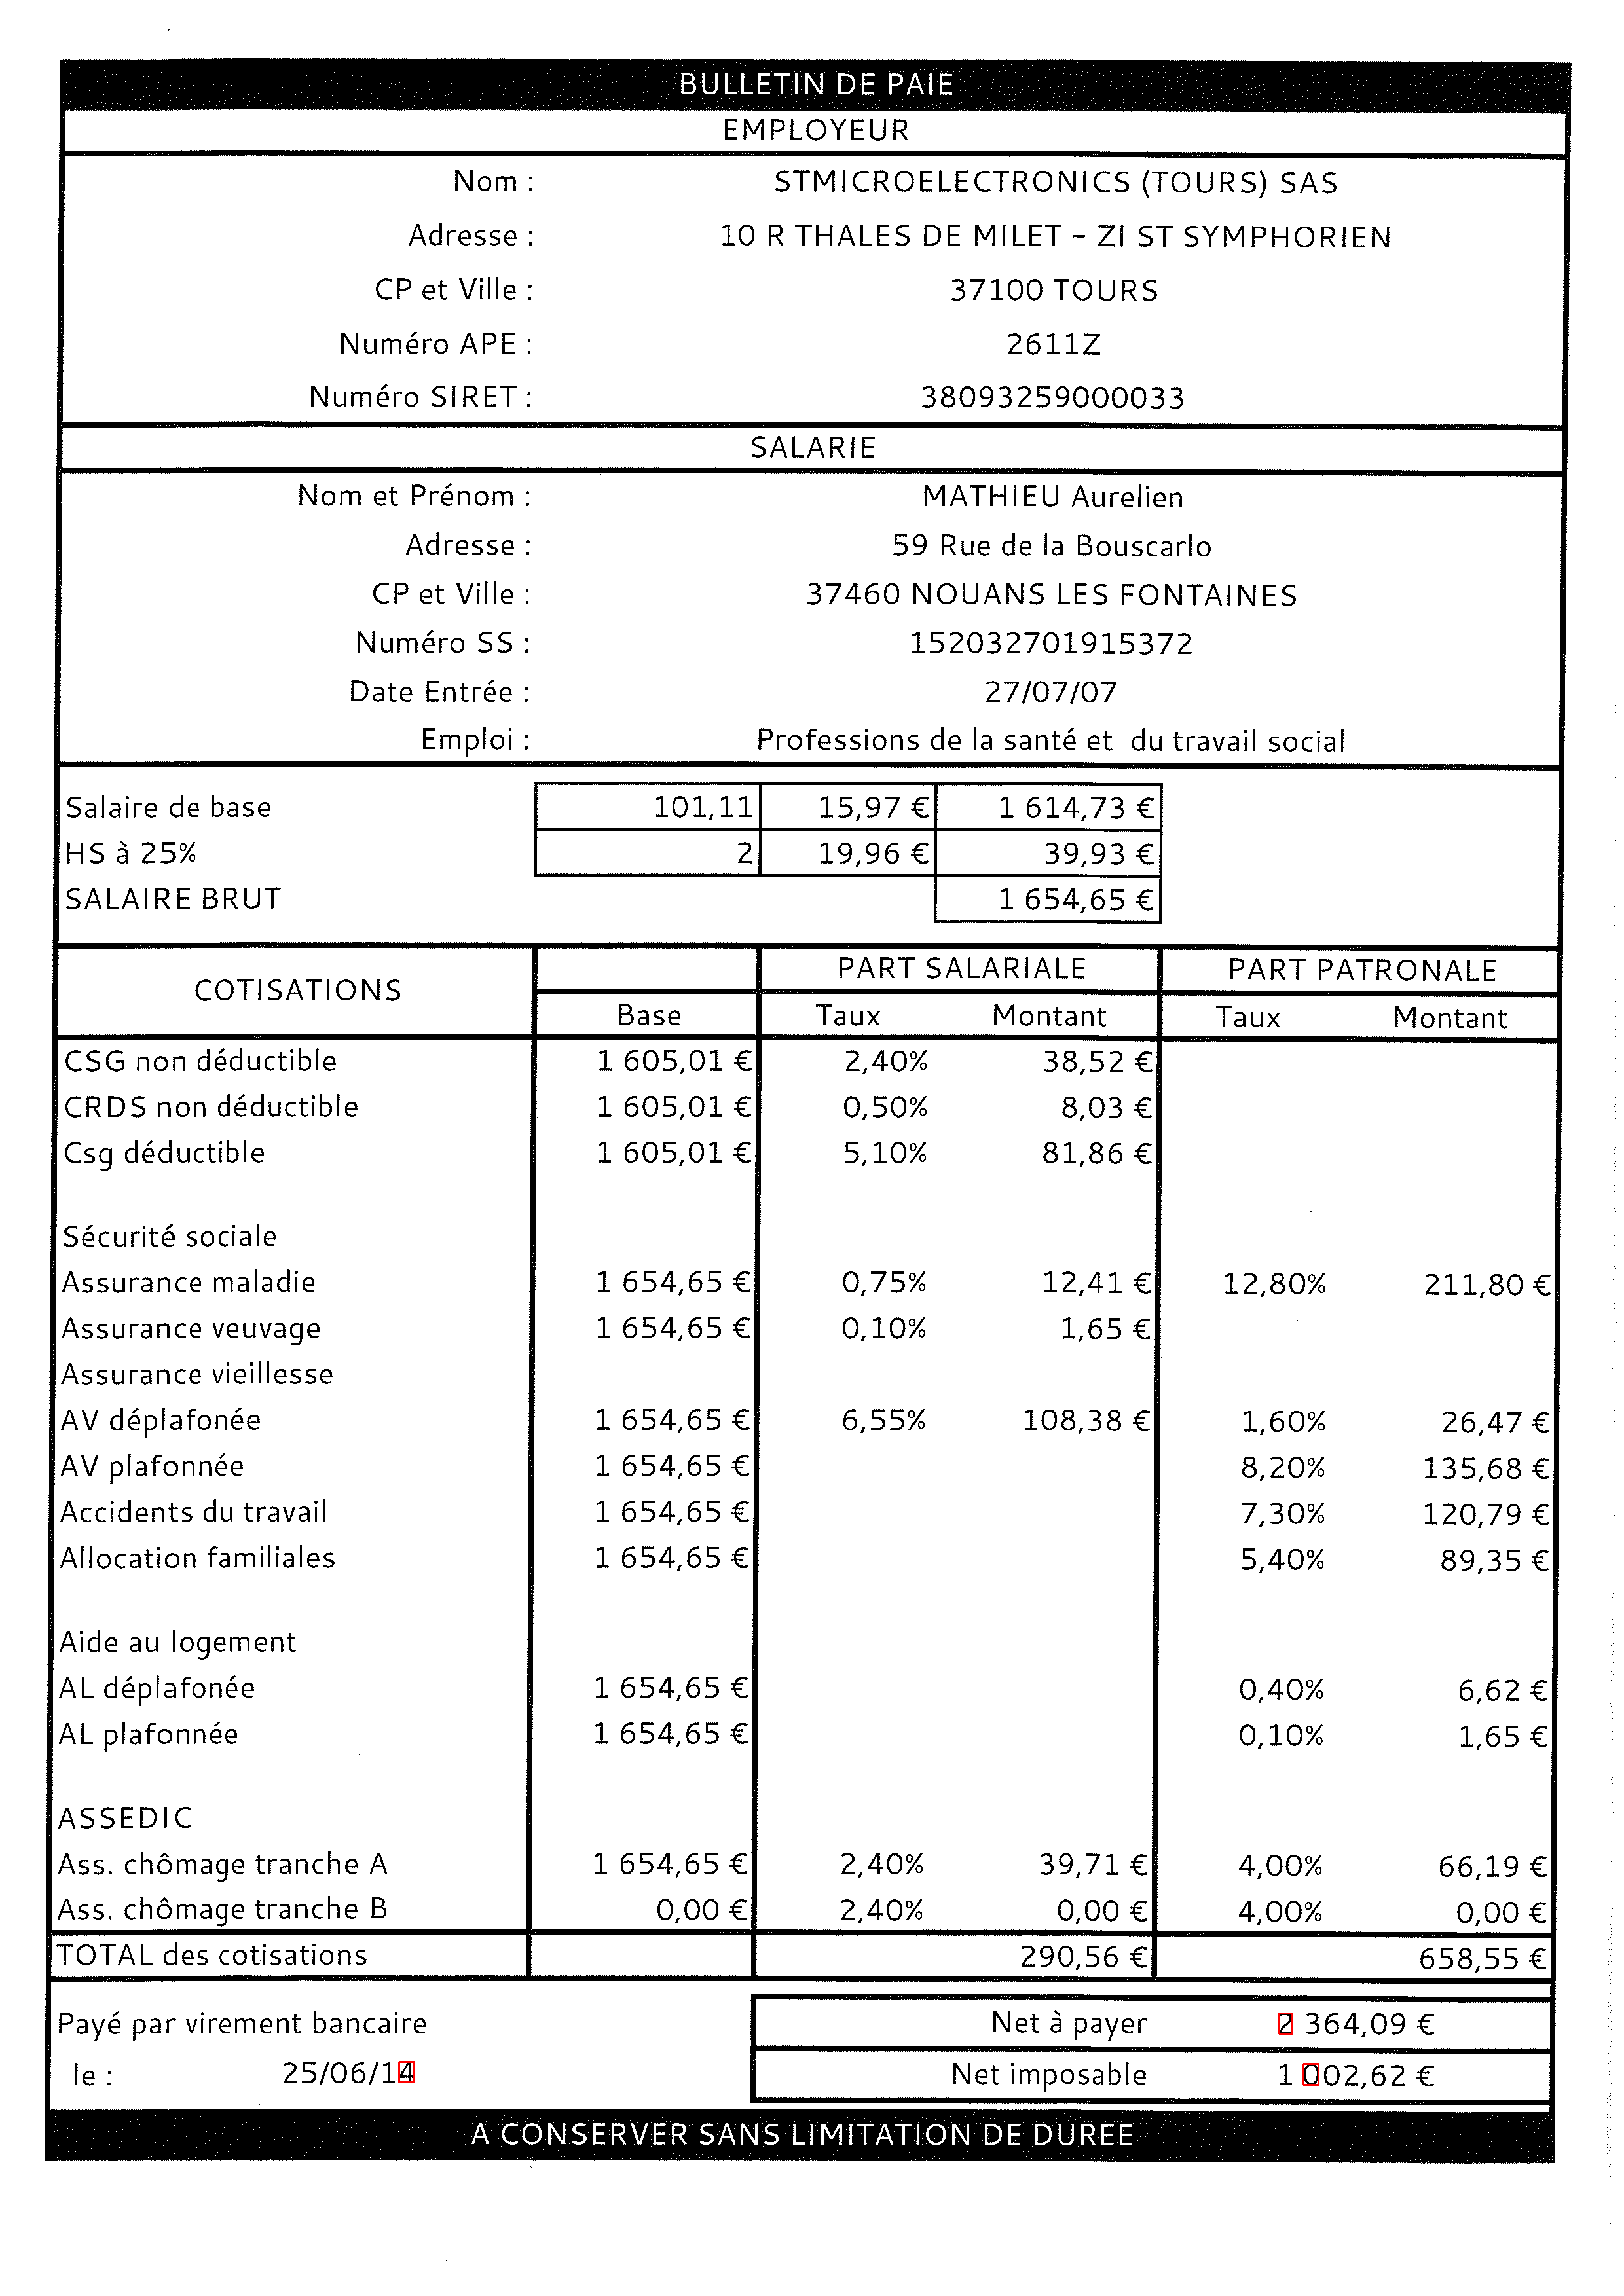 BULLETIN DE PAIE
EMPLOYEUR
Nom : STMICROELECTRONICS (TOURS) SAS
Adresse : 10 R THALES DE MILET - ZI ST SYMPHORIEN
CP et Ville : 37100 TOURS
Numéro APE : 2611Z
Numéro SIRET : 38093259000033
SALARIE
Nom et Prénom : MATHIEU Aurelien
Adresse : 59 Rue de la Bouscarlo
CP et Ville : 37460 NOUANS LES FONTAINES
Numéro SS : 152032701915372
Date Entrée : 27/07/07
Emploi : Professions de la santé et du travail social
Salaire de base 101,11 15,97 € 1 614,73 €
HS à 25% 2 19,96 € 39,93 €
SALAIRE BRUT 1 654,65 €
COTISATIONS PART SALARIALE PART PATRONALE
Base Taux Montant Taux Montant
CSG non déductible 1 605,01 € 2,40% 38,52 €
CRDS non déductible 1 605,01 € 0,50% 8,03 €
Csg déductible 1 605,01 € 5,10% 81,86 €
Sécurité sociale
Assurance maladie 1 654,65 € 0,75% 12,41 € 12,80% 211,80 €
Assurance veuvage 1 654,65 € 0,10% 1,65 €
Assurance vieillesse
AV déplafonée 1 654,65 € 6,55% 108,38 € 1,60% 26,47 €
AV plafonnée 1 654,65 € 8,20% 135,68 €
Accidents du travail 1 654,65 € 7,30% 120,79 €
Allocation familiales 1 654,65 € 5,40% 89,35 €
Aide au logement
AL déplafonée 1 654,65 € 0,40% 6,62 €
AL plafonnée 1 654,65 € 0,10% 1,65 €
ASSEDIC
Ass. chômage tranche A 1 654,65 € 2,40% 39,71 € 4,00% 66,19 €
Ass. chômage tranche B 0,00 € 2,40% 0,00 € 4,00% 0,00 €
TOTAL des cotisations 290,56 € 658,55 €
Payé par virement bancaire Net à payer 2 364,09 €
le : 25/06/14 Net imposable 1 002,62 €
A CONSERVER SANS LIMITATION DE DUREE